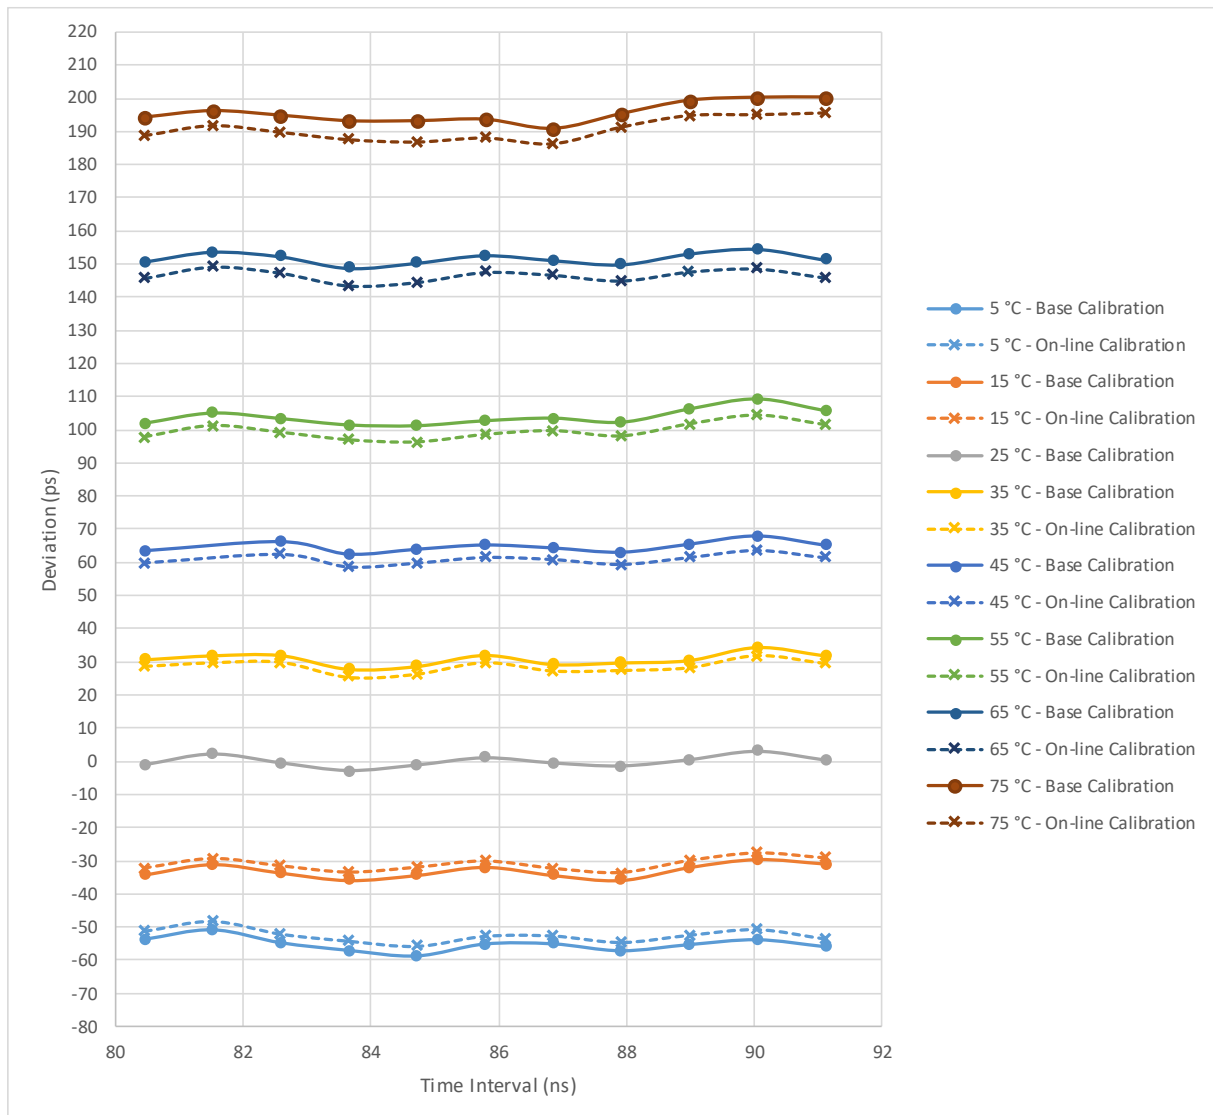 220
210
200
190
180
170
160
150
140
130
120
110
100
90
80
70
60
50
40
30
20
10
0
-10
-20
-30
-40
-50
-60
-70
-80
Deviation (ps)
80 82 84 86 88 90 92
Time Interval (ns)
5 °C - Base Calibration
5 °C - On-line Calibration
15 °C - Base Calibration
15 °C - On-line Calibration
25 °C - Base Calibration
35 °C - Base Calibration
35 °C - On-line Calibration
45 °C - Base Calibration
45 °C - On-line Calibration
55 °C - Base Calibration
55 °C - On-line Calibration
65 °C - Base Calibration
65 °C - On-line Calibration
75 °C - Base Calibration
75 °C - On-line Calibration